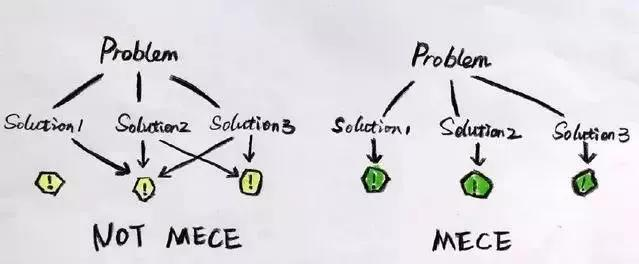 Problem
Solution1 Solution2 Solution3
! ! !
NOT MECE
Problem
Solution1 Solution2 Solution3
! ! !
MECE